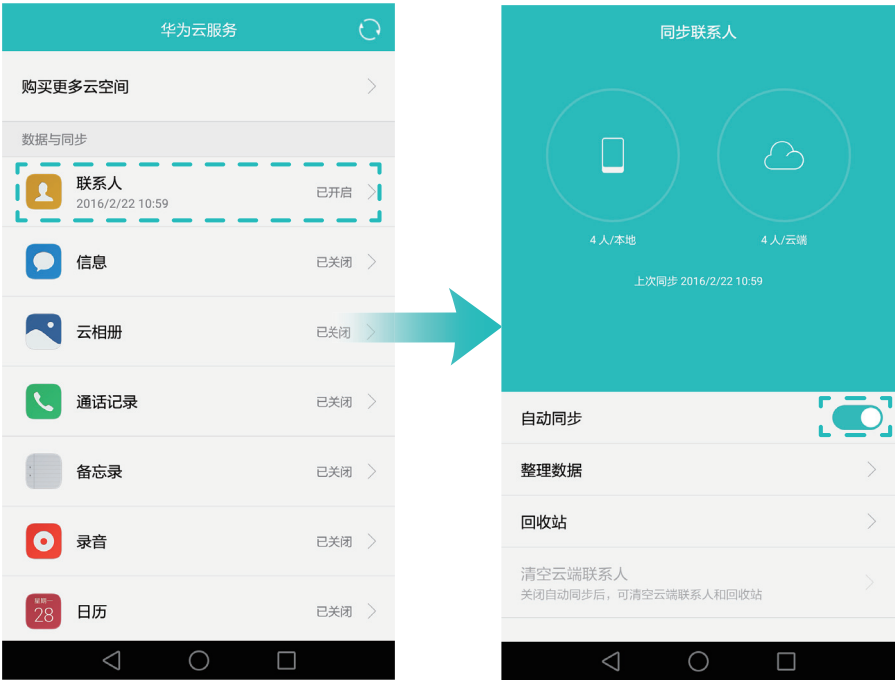 华为云服务
购买更多云空间
数据与同步
联系人
2016/2/22 10:59
已开启
信息
已关闭
云相册
已关闭
通话记录
已关闭
备忘录
已关闭
录音
已关闭
星期一
28
日历
已关闭
同步联系人
4 人/本地
4 人/云端
上次同步 2016/2/22 10:59
自动同步
整理数据
回收站
清空云端联系人
关闭自动同步后，可清空云端联系人和回收站